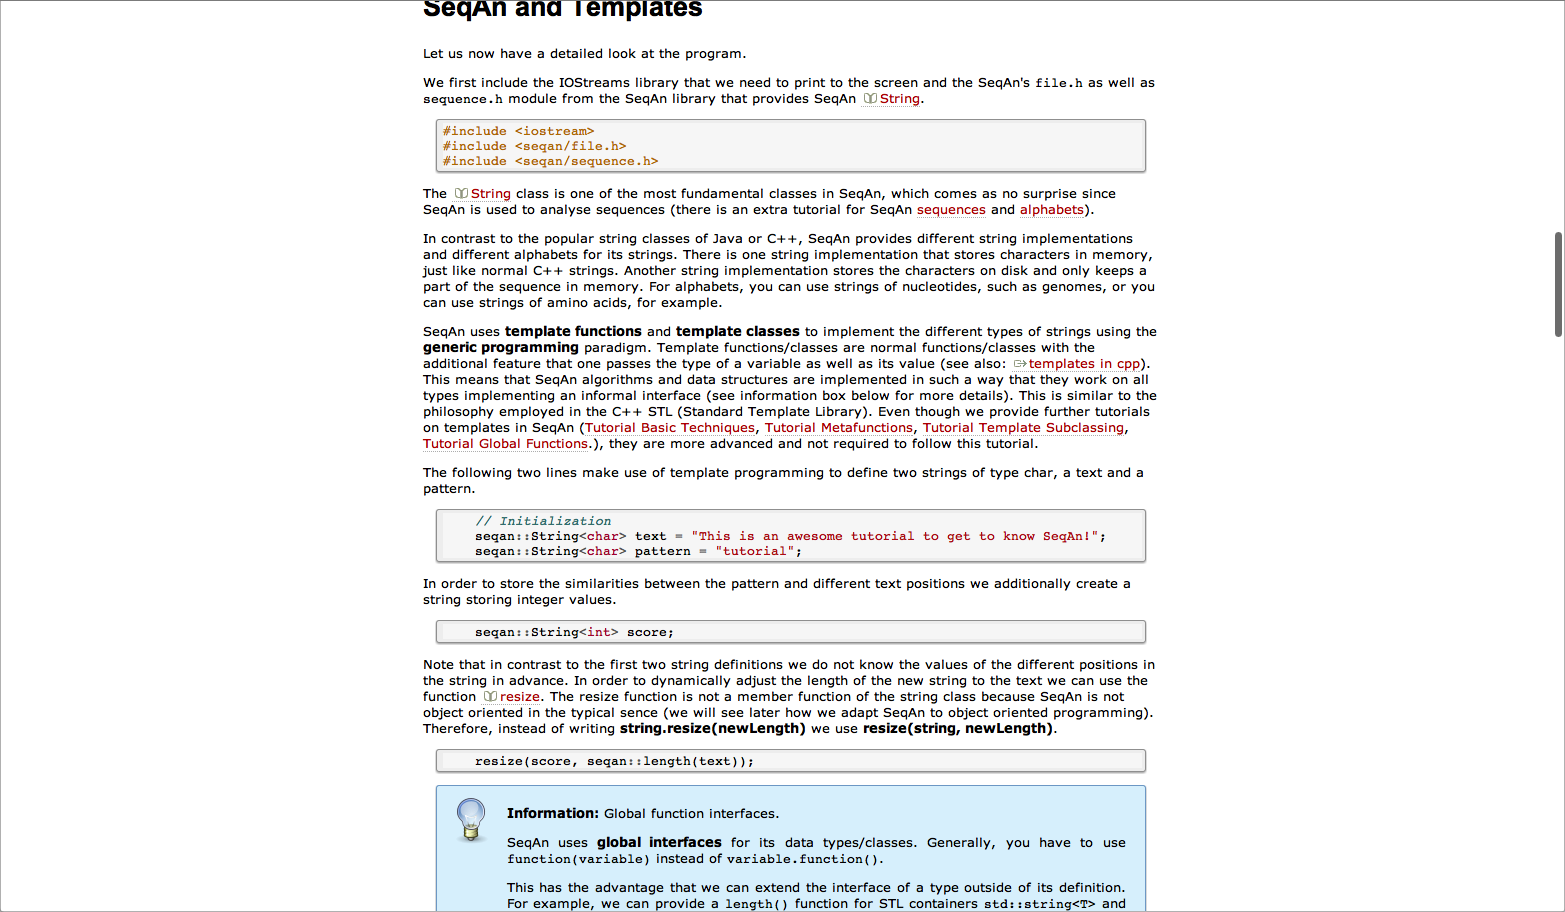 SeqAn and Templates
Let us now have a detailed look at the program.
We first include the IOStreams library that we need to print to the screen and the SeqAn's file.h as well as
sequence.h module from the SeqAn library that provides SeqAn String.
#include <iostream>
#include <seqan/file.h>
#include <seqan/sequence.h>
The String class is one of the most fundamental classes in SeqAn, which comes as no surprise since
SeqAn is used to analyse sequences (there is an extra tutorial for SeqAn sequences and alphabets).
In contrast to the popular string classes of Java or C++, SeqAn provides different string implementations
and different alphabets for its strings. There is one string implementation that stores characters in memory,
just like normal C++ strings. Another string implementation stores the characters on disk and only keeps a
part of the sequence in memory. For alphabets, you can use strings of nucleotides, such as genomes, or you
can use strings of amino acids, for example.
SeqAn uses template functions and template classes to implement the different types of strings using the
generic programming paradigm. Template functions/classes are normal functions/classes with the
additional feature that one passes the type of a variable as well as its value (see also: templates in cpp).
This means that SeqAn algorithms and data structures are implemented in such a way that they work on all
types implementing an informal interface (see information box below for more details). This is similar to the
philosophy employed in the C++ STL (Standard Template Library). Even though we provide further tutorials
on templates in SeqAn (Tutorial Basic Techniques, Tutorial Metafunctions, Tutorial Template Subclassing,
Tutorial Global Functions.), they are more advanced and not required to follow this tutorial.
The following two lines make use of template programming to define two strings of type char, a text and a
pattern.
// Initialization
seqan::String<char> text = "This is an awesome tutorial to get to know SeqAn!";
seqan::String<char> pattern = "tutorial";
In order to store the similarities between the pattern and different text positions we additionally create a
string storing integer values.
seqan::String<int> score;
Note that in contrast to the first two string definitions we do not know the values of the different positions in
the string in advance. In order to dynamically adjust the length of the new string to the text we can use the
function resize. The resize function is not a member function of the string class because SeqAn is not
object oriented in the typical sence (we will see later how we adapt SeqAn to object oriented programming).
Therefore, instead of writing string.resize(newLength) we use resize(string, newLength).
resize(score, seqan::length(text));
Information: Global function interfaces.
SeqAn uses global interfaces for its data types/classes. Generally, you have to use
function(variable) instead of variable.function().
This has the advantage that we can extend the interface of a type outside of its definition.
For example, we can provide a length() function for STL containers std::string<T> and